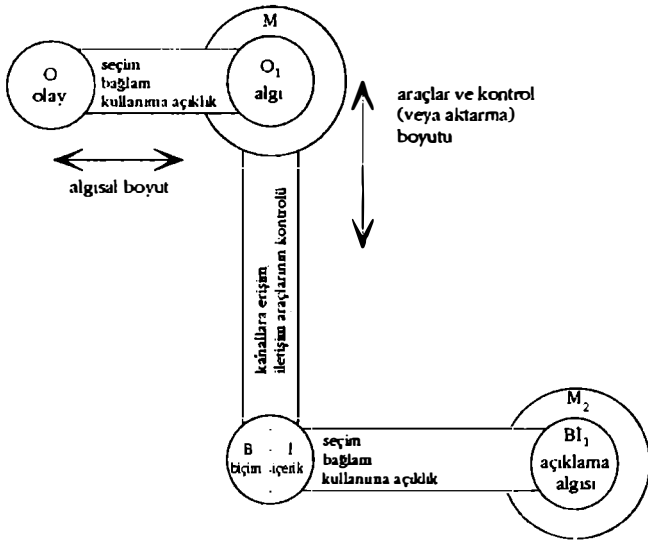 M
O
olay
seçim
bağlam
kullanıma açıklık
O₁
algı
araçlar ve kontrol
(veya aktarma)
boyutu
algısal boyut
kanallara erişim
iletişim araçlarının kontrolü
B İ
biçim içerik
seçim
bağlam
kullanıma açıklık
M₂
Bİ₁
açıklama
algısı